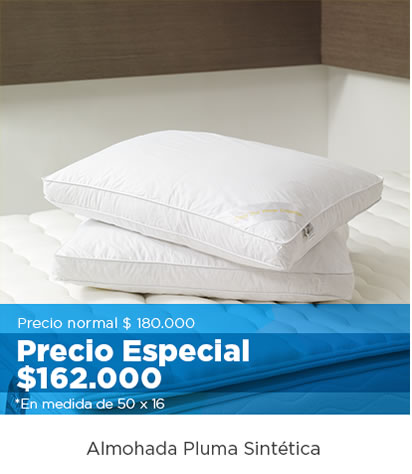 Precio normal $ 180.000
Precio Especial
$162.000
*En medida de 50 x 16
Almohada Pluma Sintética